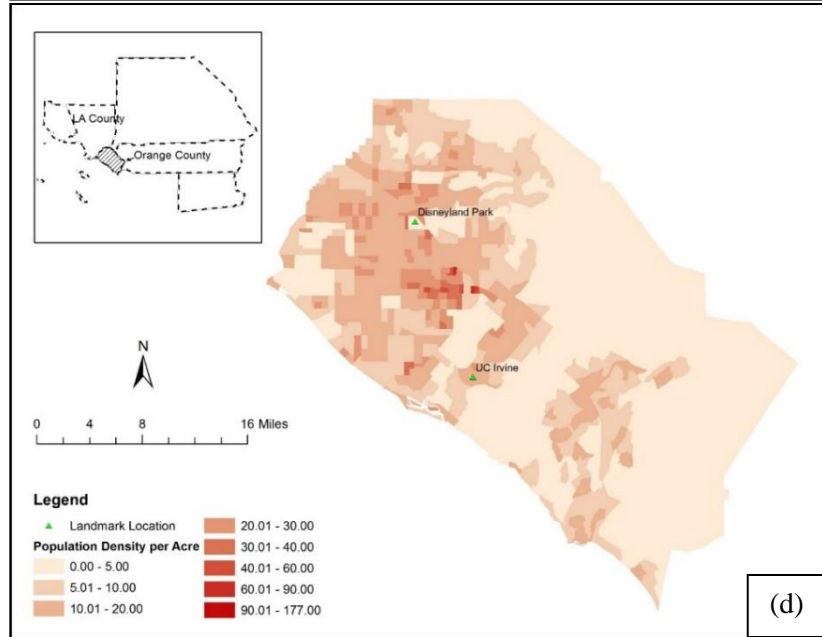 LA County
Orange County
Disneyland Park
UC Irvine
N
0 4 8 16 Miles
Legend
Landmark Location
Population Density per Acre
0.00 - 5.00
5.01 - 10.00
10.01 - 20.00
20.01 - 30.00
30.01 - 40.00
40.01 - 60.00
60.01 - 90.00
90.01 - 177.00
(d)